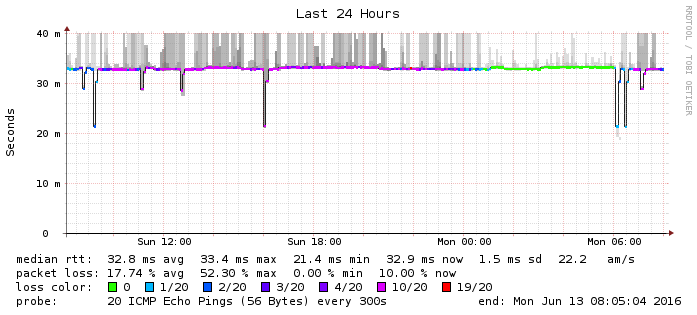 Last 24 Hours
RRDTOOL / TOBI OETIKER
Seconds
40 m
30 m
20 m
10 m
0
Sun 12:00 Sun 18:00 Mon 00:00 Mon 06:00
median rtt: 32.8 ms avg 33.4 ms max 21.4 ms min 32.9 ms now 1.5 ms sd 22.2 am/s
packet loss: 17.74 % avg 52.30 % max 0.00 % min 10.00 % now
loss color: 0 1/20 2/20 3/20 4/20 10/20 19/20
probe: 20 ICMP Echo Pings (56 Bytes) every 300s end: Mon Jun 13 08:05:04 2016